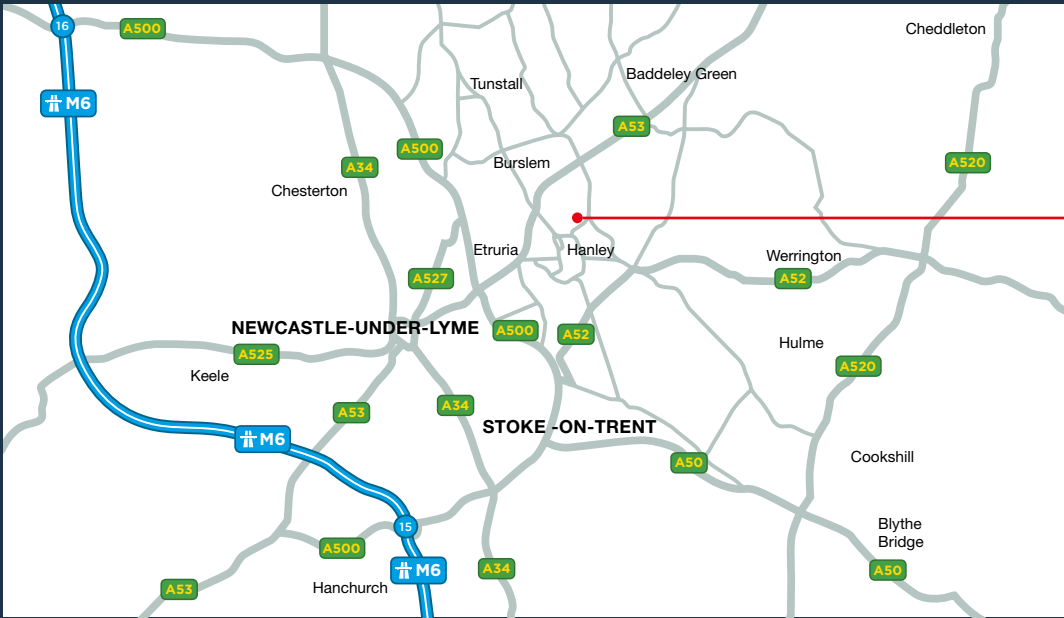 16
A500
Cheddleton
Baddeley Green
Tunstall
M6
A53
A500
Burslem
A34
A520
Chesterton
Etruria
Hanley
Werrington
A527
A52
NEWCASTLE-UNDER-LYME
A500
A52
Hulme
A525
A520
Keele
A53
A34
STOKE -ON-TRENT
M6
A50
Cookshill
15
Blythe
Bridge
A500
M6
A34
A50
Hanchurch
A53